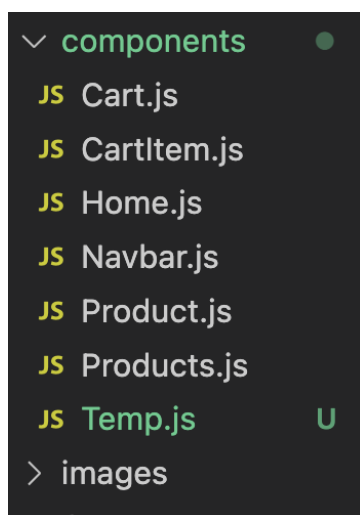 components
JS Cart.js
JS CartItem.js
JS Home.js
JS Navbar.js
JS Product.js
JS Products.js
JS Temp.js U
images